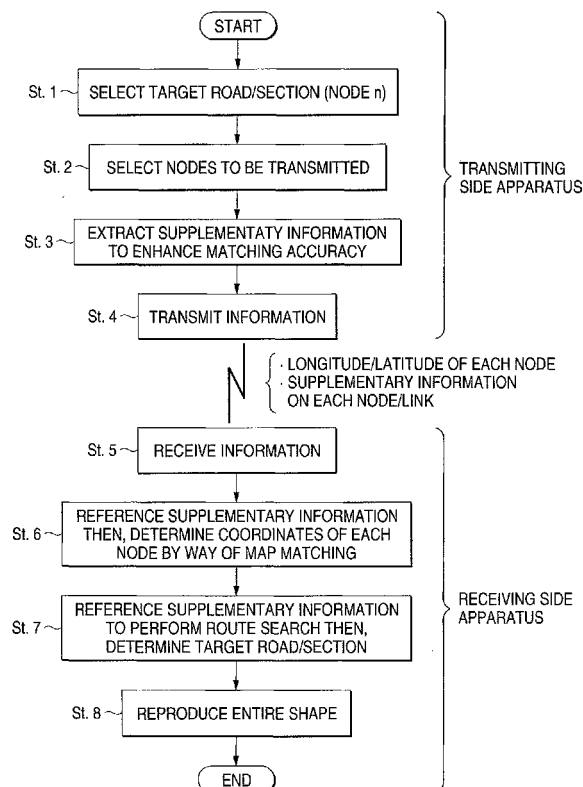 START
St. 1
SELECT TARGET ROAD/SECTION (NODE n)
St. 2
SELECT NODES TO BE TRANSMITTED
St. 3
EXTRACT SUPPLEMENTATY INFORMATION
TO ENHANCE MATCHING ACCURACY
St. 4
TRANSMIT INFORMATION
TRANSMITTING
SIDE APPARATUS
· LONGITUDE/LATITUDE OF EACH NODE
· SUPPLEMENTARY INFORMATION
ON EACH NODE/LINK
St. 5
RECEIVE INFORMATION
St. 6
REFERENCE SUPPLEMENTARY INFORMATION
THEN, DETERMINE COORDINATES OF EACH
NODE BY WAY OF MAP MATCHING
St. 7
REFERENCE SUPPLEMENTARY INFORMATION
TO PERFORM ROUTE SEARCH THEN,
DETERMINE TARGET ROAD/SECTION
RECEIVING SIDE
APPARATUS
St. 8
REPRODUCE ENTIRE SHAPE
END